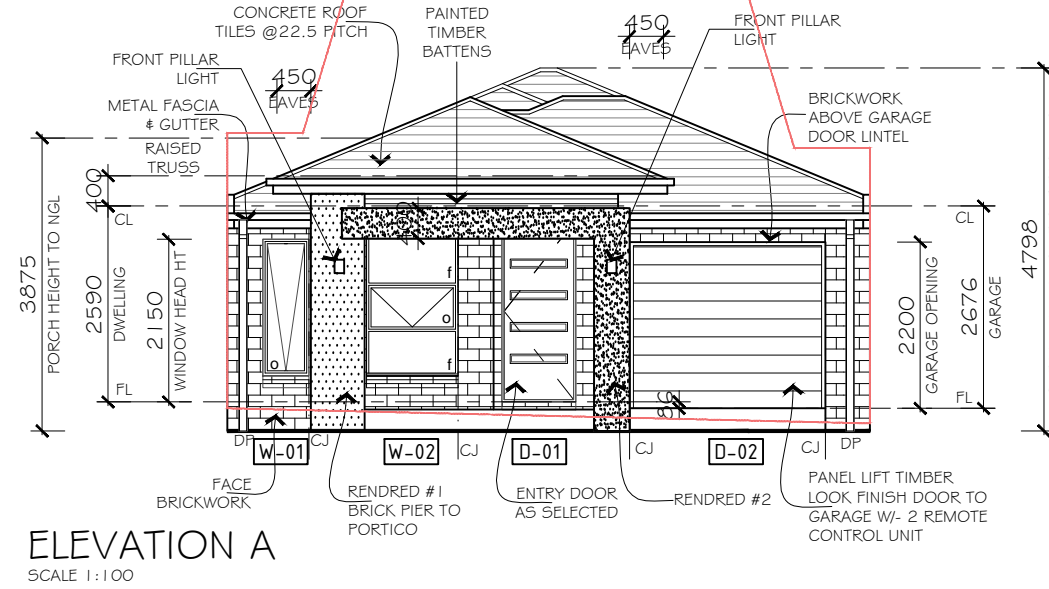 CONCRETE ROOF
TILES @22.5 PITCH
PAINTED
TIMBER
BATTENS
450
EAVES
FRONT PILLAR
LIGHT
FRONT PILLAR
LIGHT
450
EAVES
METAL FASCIA
& GUTTER
BRICKWORK
ABOVE GARAGE
DOOR LINTEL
RAISED
TRUSS
400
CL
CL
400
3875
PORCH HEIGHT TO NGL
2590
DWELLING
2150
WINDOW HEAD HT
2200
GARAGE OPENING
2676
GARAGE
4798
f
o
o
f
FL
FL
86
DP
W-01
CJ
W-02
CJ
D-01
CJ
D-02
CJ
DP
FACE
BRICKWORK
RENDRED #1
BRICK PIER TO
PORTICO
ENTRY DOOR
AS SELECTED
RENDRED #2
PANEL LIFT TIMBER
LOOK FINISH DOOR TO
GARAGE W/- 2 REMOTE
CONTROL UNIT
ELEVATION A
SCALE 1:100